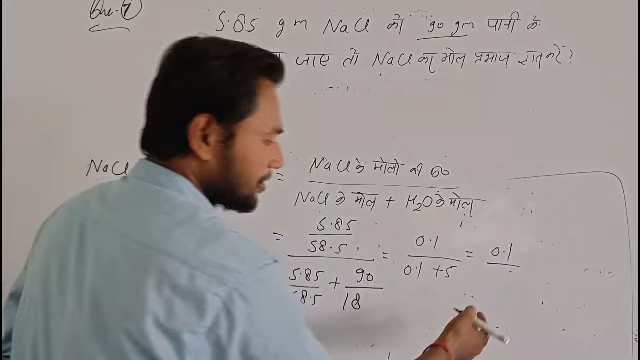 Que. 7
5.85 gm NaCl को 90 gm पानी के
जाए तो NaCl का मोल प्रभाज ज्ञात करें?
NaCl = NaCl के मोलो की सं०
NaCl के मोल + H2O के मोल
= 5.85/58.5 = 0.1 = 0.1
5.85/58.5 + 90/18 0.1 + 5